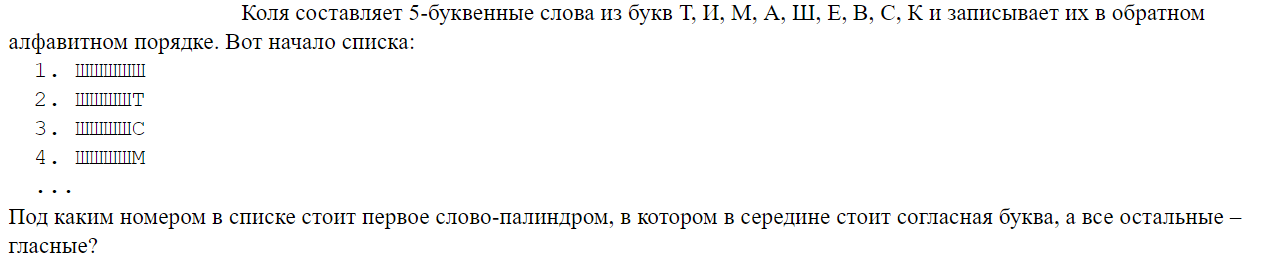 Коля составляет 5-буквенные слова из букв Т, И, М, А, Ш, Е, В, С, К и записывает их в обратном
алфавитном порядке. Вот начало списка:
1. ШШШШШ
2. ШШШШТ
3. ШШШШС
4. ШШШШМ
...
Под каким номером в списке стоит первое слово-палиндром, в котором в середине стоит согласная буква, а все остальные –
гласные?